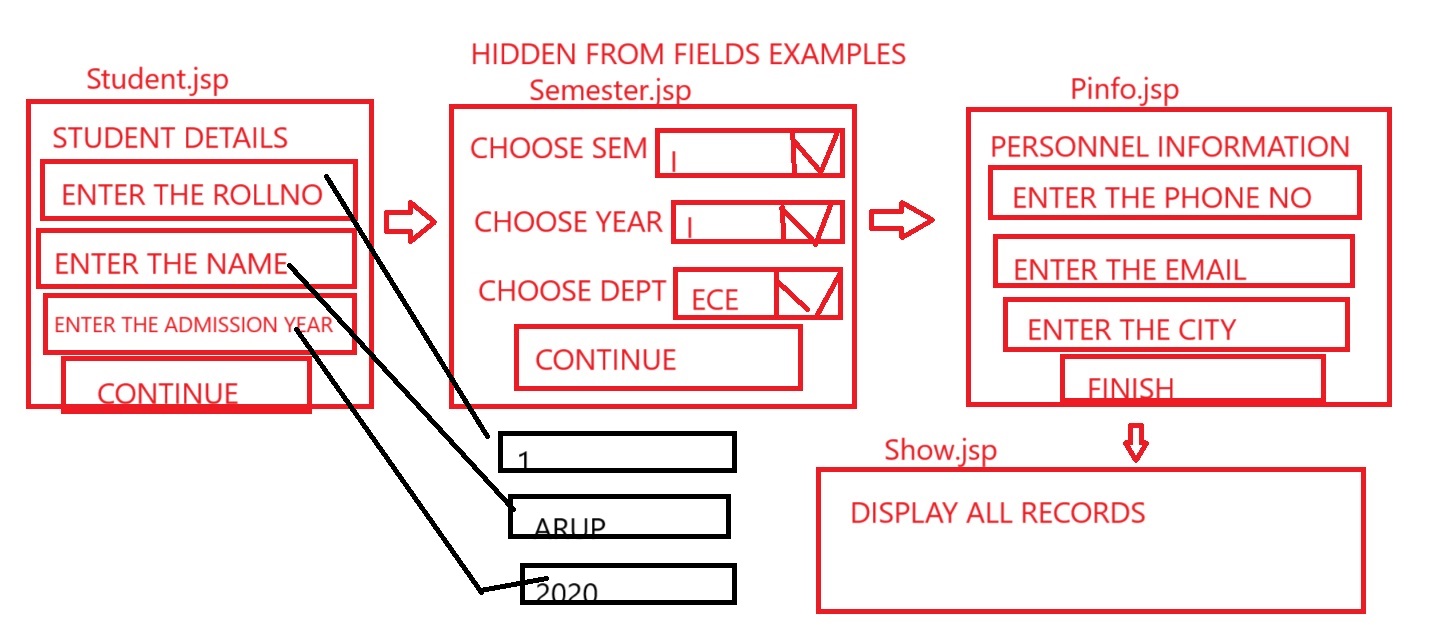 HIDDEN FROM FIELDS EXAMPLES
Student.jsp
STUDENT DETAILS
ENTER THE ROLLNO
ENTER THE NAME
ENTER THE ADMISSION YEAR
CONTINUE
Semester.jsp
CHOOSE SEM I
CHOOSE YEAR I
CHOOSE DEPT ECE
CONTINUE
1
ARUP
2020
Pinfo.jsp
PERSONNEL INFORMATION
ENTER THE PHONE NO
ENTER THE EMAIL
ENTER THE CITY
FINISH
Show.jsp
DISPLAY ALL RECORDS